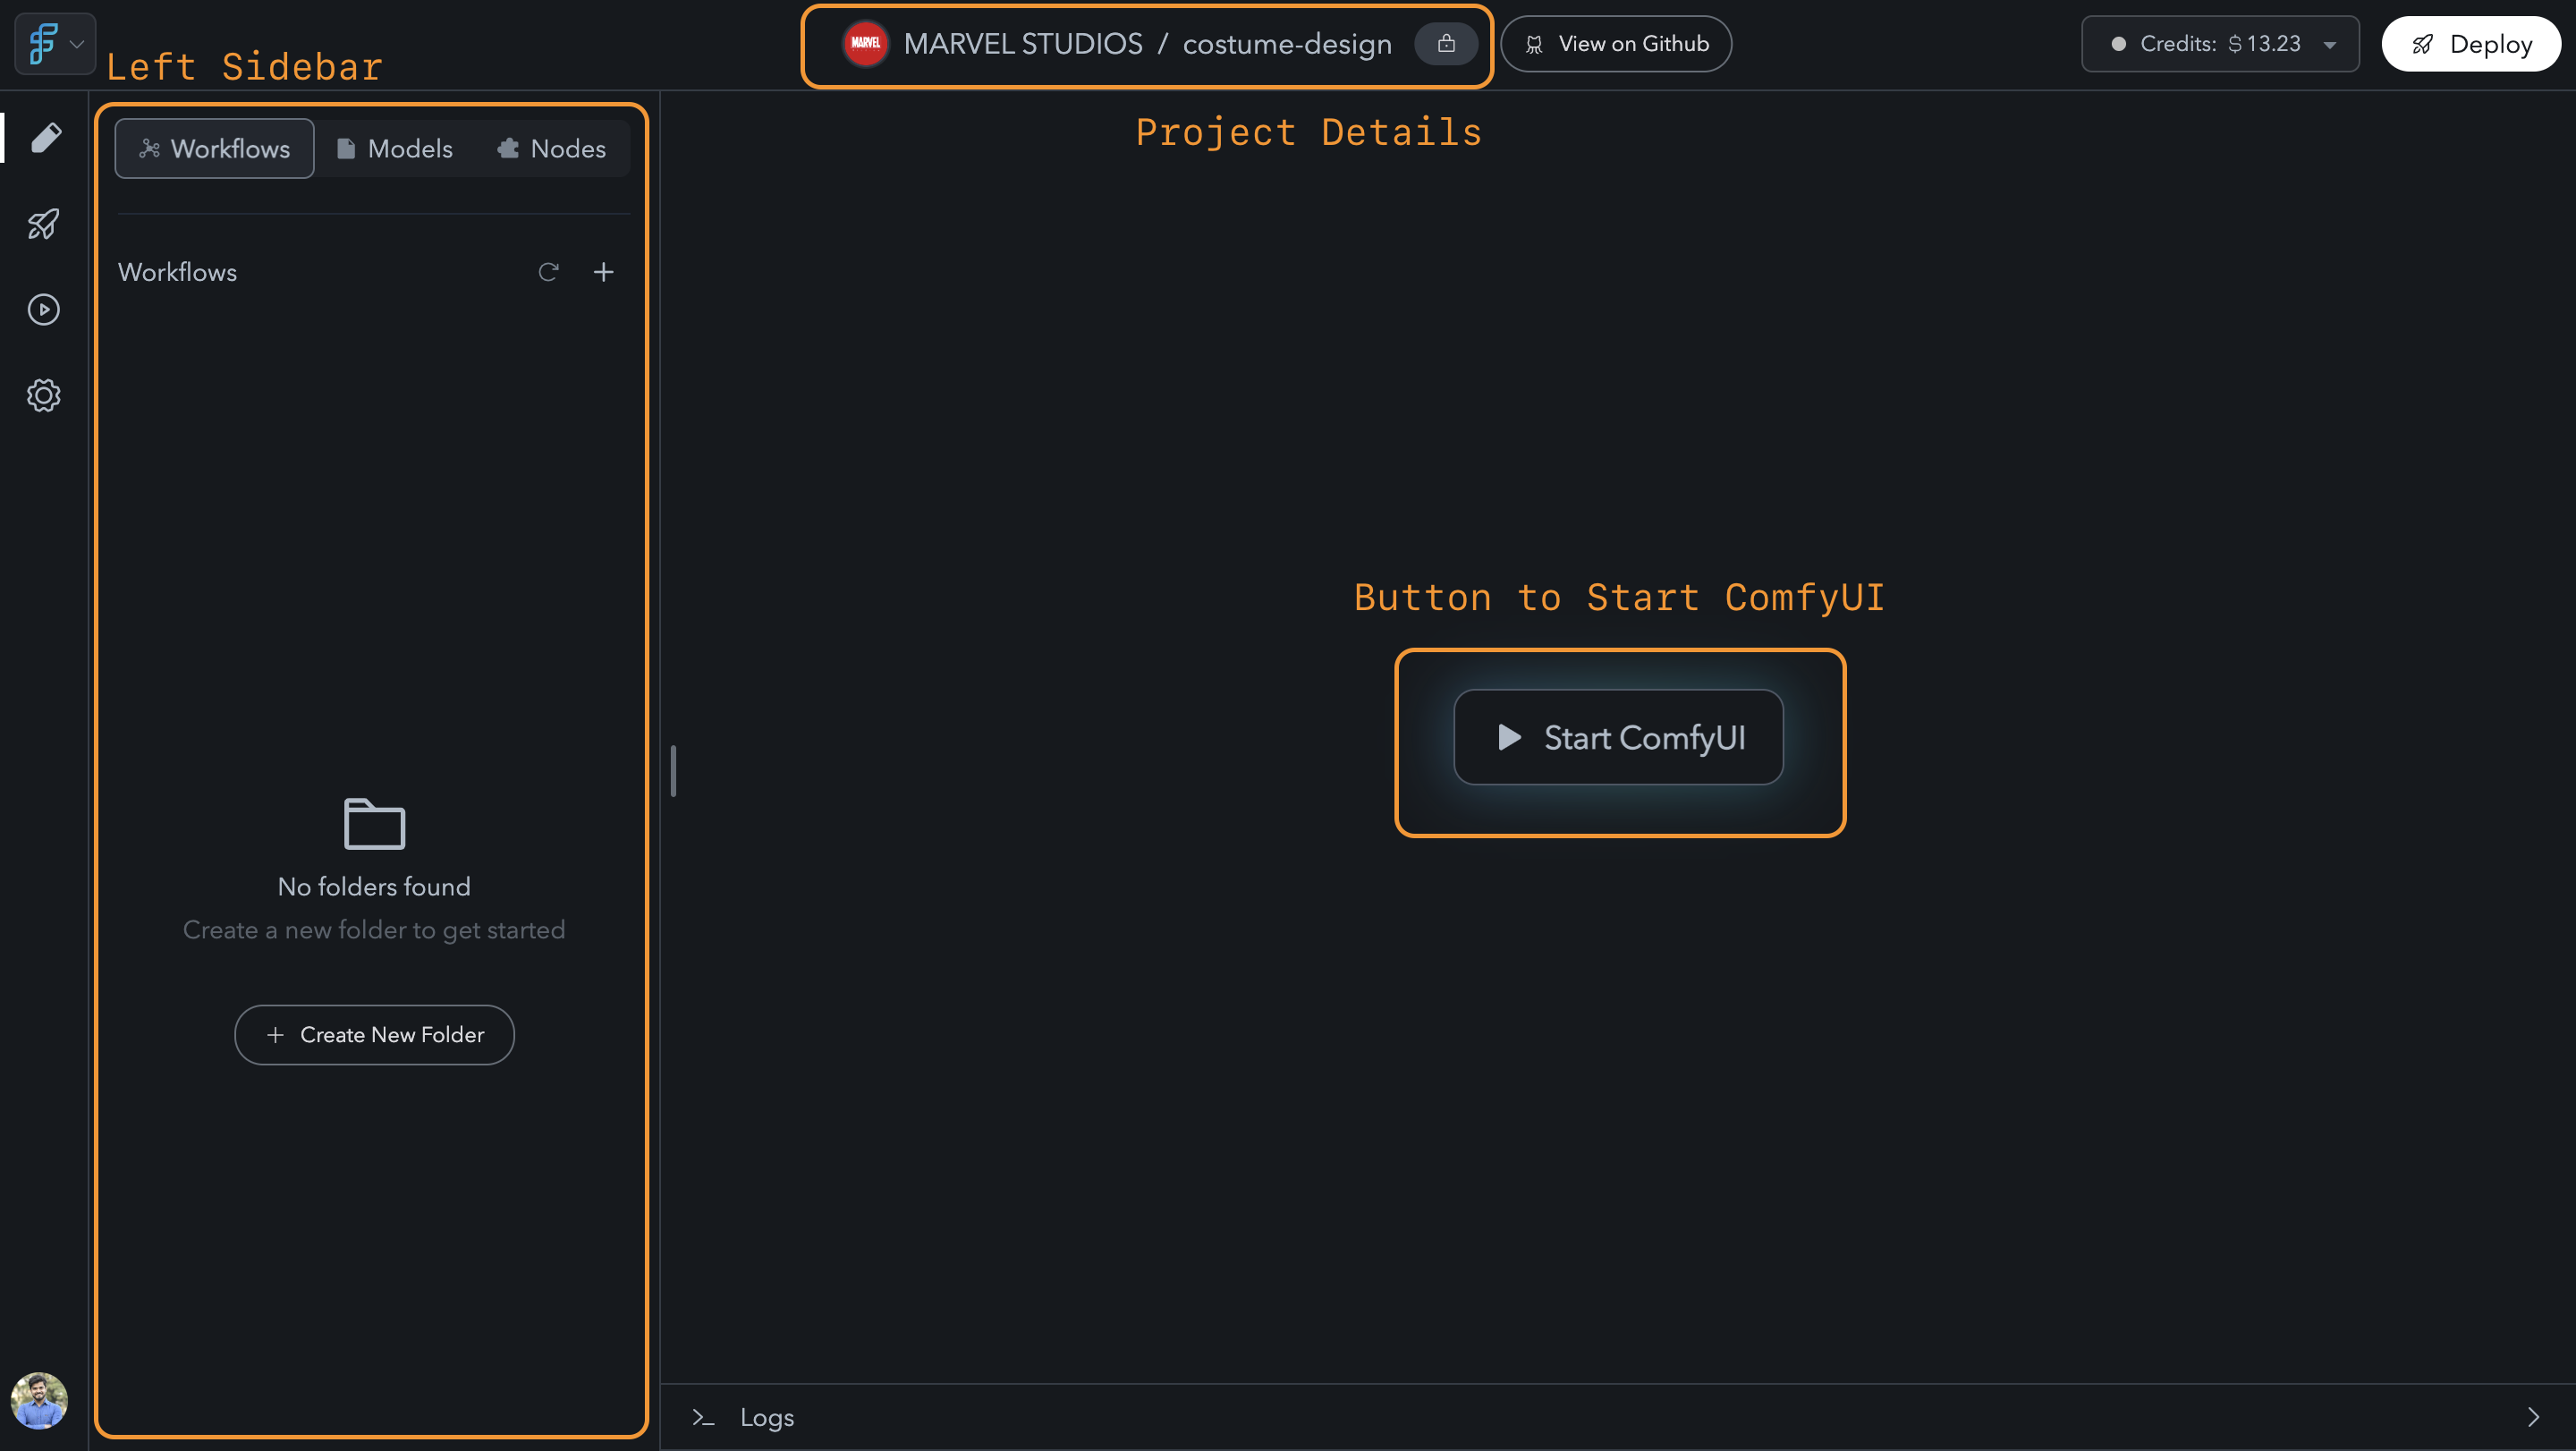 Left Sidebar
MARVEL MARVEL STUDIOS / costume-design
View on Github
Credits: $ 13.23
Deploy
Project Details
Workflows
Models
Nodes
Workflows
Button to Start ComfyUI
Start ComfyUI
No folders found
Create a new folder to get started
Create New Folder
Logs